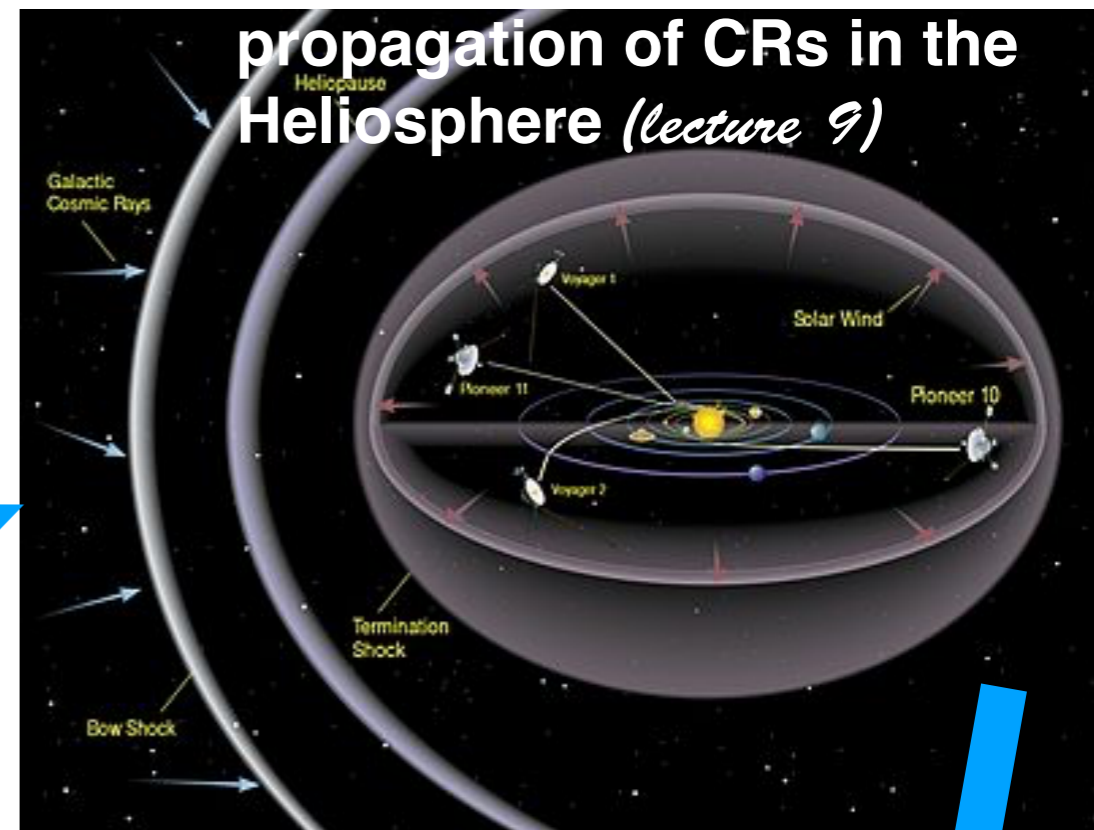 propagation of CRs in the
Heliopause
Heliosphere (lecture 9)
Galactic
Cosmic Rays
Voyager 1
Solar Wind
Pioneer 11
Pioneer 10
Voyager 2
Termination
Shock
Bow Shock